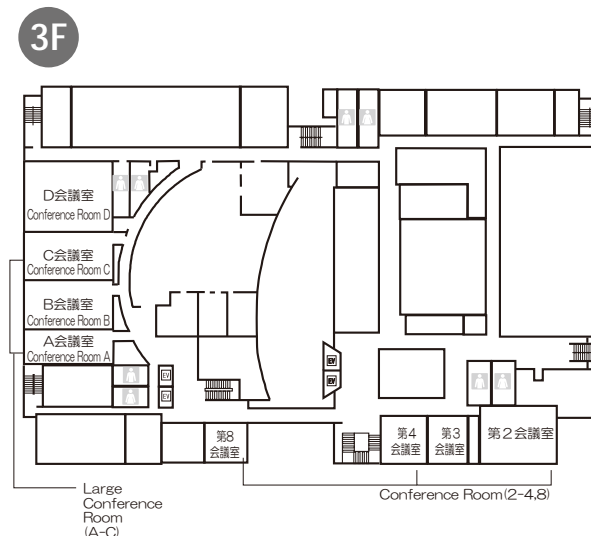 3F
D会議室
Conference Room D
C会議室
Conference Room C
B会議室
Conference Room B
A会議室
Conference Room A
EV
EV
EV
EV
第8
会議室
第4
会議室
第3
会議室
第2会議室
Large
Conference
Room
(A-C)
Conference Room(2-4,8)